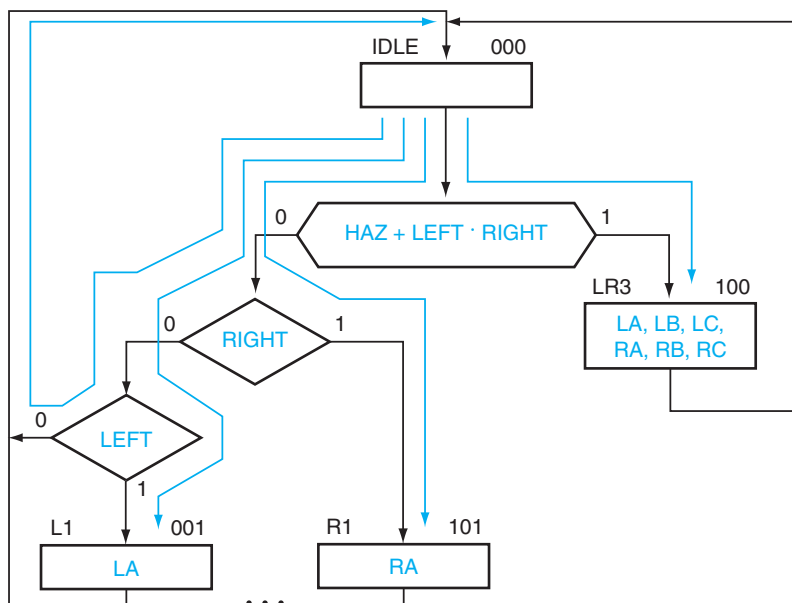 IDLE 000
0 HAZ + LEFT · RIGHT 1
LR3 100
LA, LB, LC,
RA, RB, RC
0 RIGHT 1
0 LEFT
1
L1 001
LA
R1 101
RA
• • •